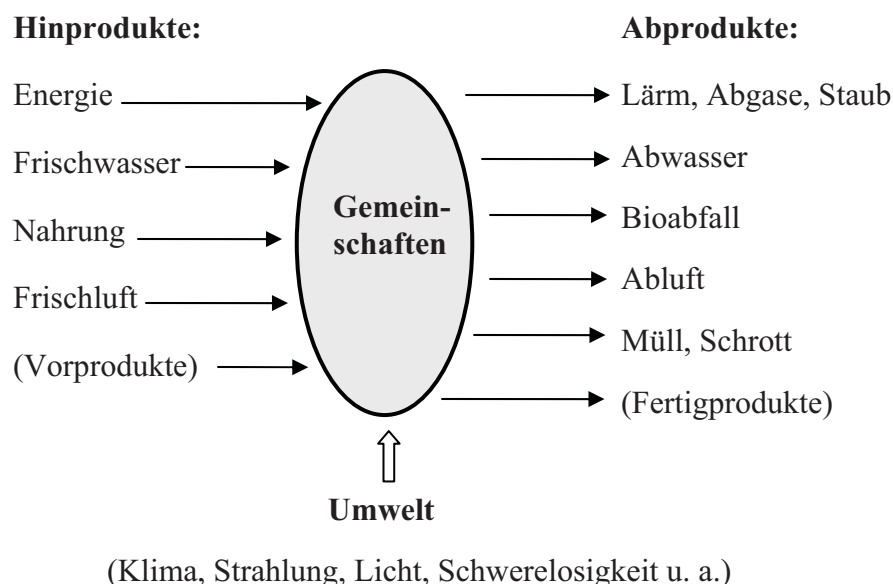 Hinprodukte:
Abprodukte:
Energie
Lärm, Abgase, Staub
Frischwasser
Abwasser
Gemein-
schaften
Nahrung
Bioabfall
Frischluft
Abluft
(Vorprodukte)
Müll, Schrott
(Fertigprodukte)
Umwelt
(Klima, Strahlung, Licht, Schwerelosigkeit u. a.)